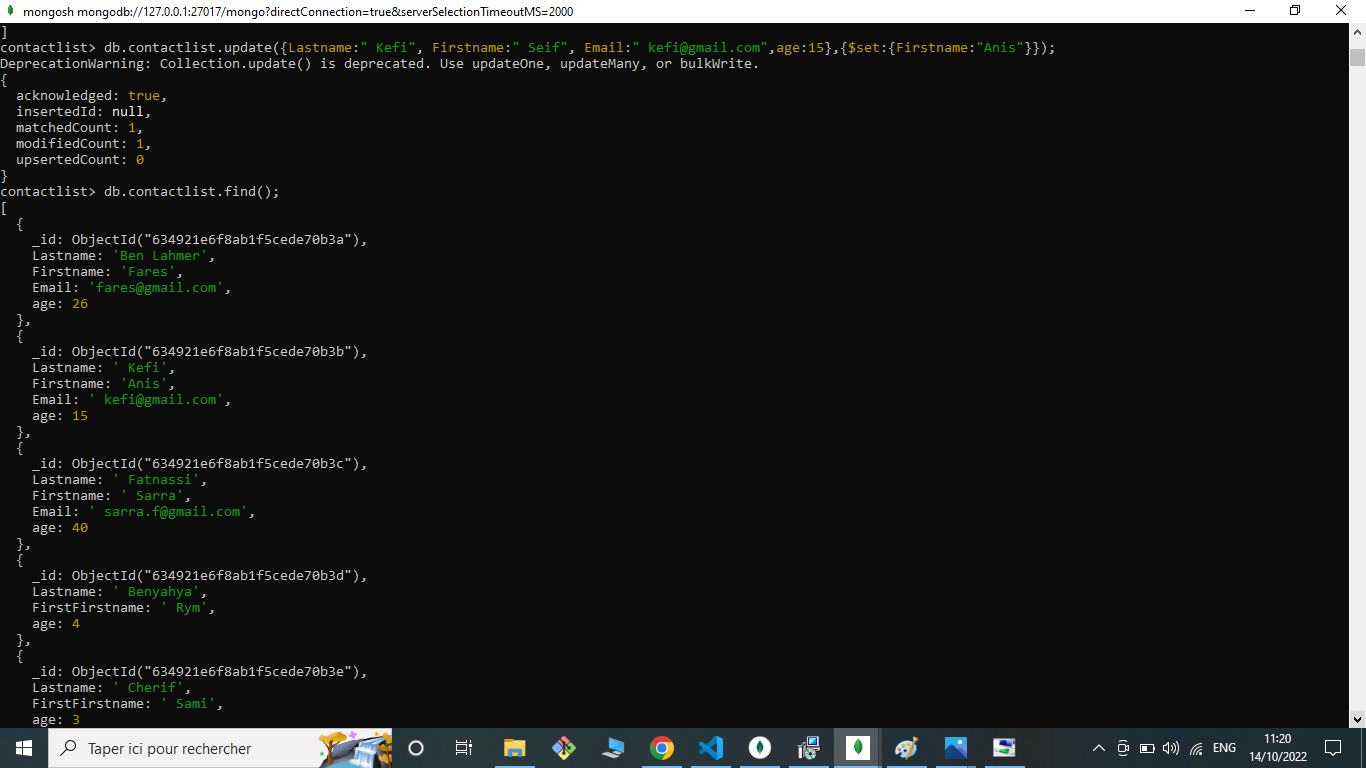 mongosh mongodb://127.0.0.1:27017/mongo?directConnection=true&serverSelectionTimeoutMS=2000
]
contactlist> db.contactlist.update({Lastname:" Kefi", Firstname:" Seif", Email:" kefi@gmail.com",age:15},{$set:{Firstname:"Anis"}});
DeprecationWarning: Collection.update() is deprecated. Use updateOne, updateMany, or bulkWrite.
{
  acknowledged: true,
  insertedId: null,
  matchedCount: 1,
  modifiedCount: 1,
  upsertedCount: 0
}
contactlist> db.contactlist.find();
[
  {
    _id: ObjectId("634921e6f8ab1f5cede70b3a"),
    Lastname: 'Ben Lahmer',
    Firstname: 'Fares',
    Email: 'fares@gmail.com',
    age: 26
  },
  {
    _id: ObjectId("634921e6f8ab1f5cede70b3b"),
    Lastname: ' Kefi',
    Firstname: 'Anis',
    Email: ' kefi@gmail.com',
    age: 15
  },
  {
    _id: ObjectId("634921e6f8ab1f5cede70b3c"),
    Lastname: ' Fatnassi',
    Firstname: ' Sarra',
    Email: ' sarra.f@gmail.com',
    age: 40
  },
  {
    _id: ObjectId("634921e6f8ab1f5cede70b3d"),
    Lastname: ' Benyahya',
    FirstFirstname: ' Rym',
    age: 4
  },
  {
    _id: ObjectId("634921e6f8ab1f5cede70b3e"),
    Lastname: ' Cherif',
    FirstFirstname: ' Sami',
    age: 3
Taper ici pour rechercher
ENG
11:20
14/10/2022